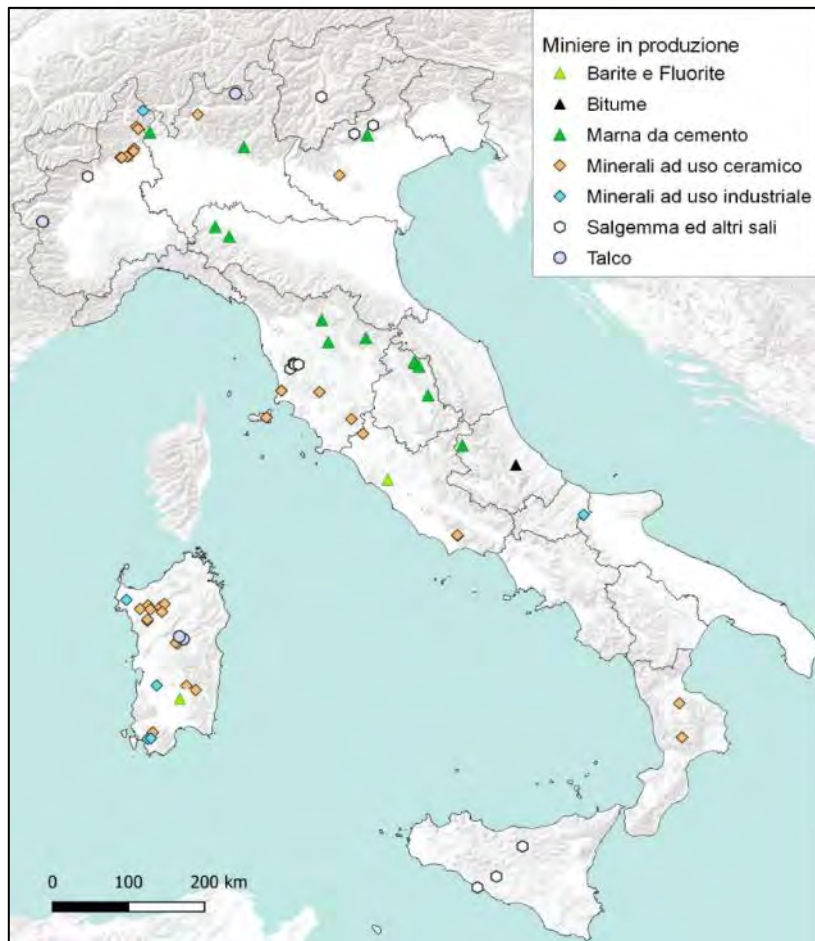 Miniere in produzione
Barite e Fluorite
Bitume
Marna da cemento
Minerali ad uso ceramico
Minerali ad uso industriale
Salgemma ed altri sali
Talco
0 100 200 km